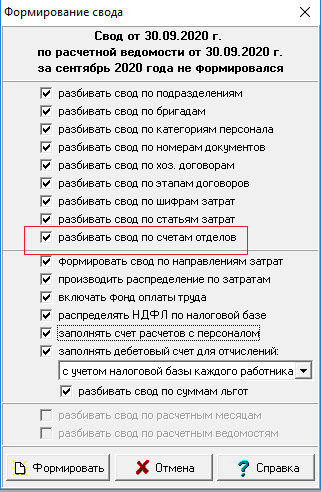 Формирование свода
Свод от 30.09.2020 г.
по расчетной ведомости от 30.09.2020 г.
за сентябрь 2020 года не формировался
разбивать свод по подразделениям
разбивать свод по бригадам
разбивать свод по категориям персонала
разбивать свод по номерам документов
разбивать свод по хоз. договорам
разбивать свод по этапам договоров
разбивать свод по шифрам затрат
разбивать свод по статьям затрат
разбивать свод по счетам отделов
формировать свод по направлениям затрат
производить распределение по затратам
включать фонд оплаты труда
распределять НДФЛ по налоговой базе
заполнять счет расчетов с персоналом
заполнять дебетовый счет для отчислений:
с учетом налоговой базы каждого работника
разбивать свод по суммам льгот
разбивать свод по расчетным месяцам
разбивать свод по расчетным ведомостям
Формировать Отмена Справка